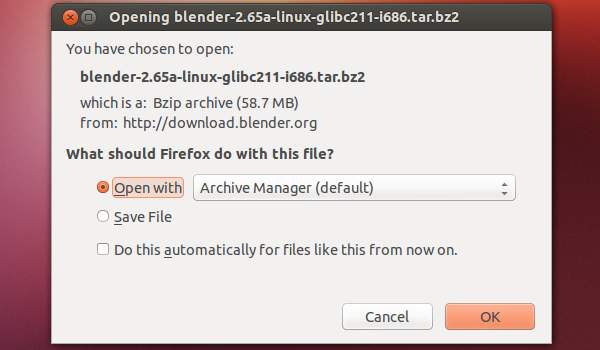 Opening blender-2.65a-linux-glibc211-i686.tar.bz2
You have chosen to open:
blender-2.65a-linux-glibc211-i686.tar.bz2
which is a: Bzip archive (58.7 MB)
from: http://download.blender.org
What should Firefox do with this file?
Open with Archive Manager (default)
Save File
Do this automatically for files like this from now on.
Cancel OK